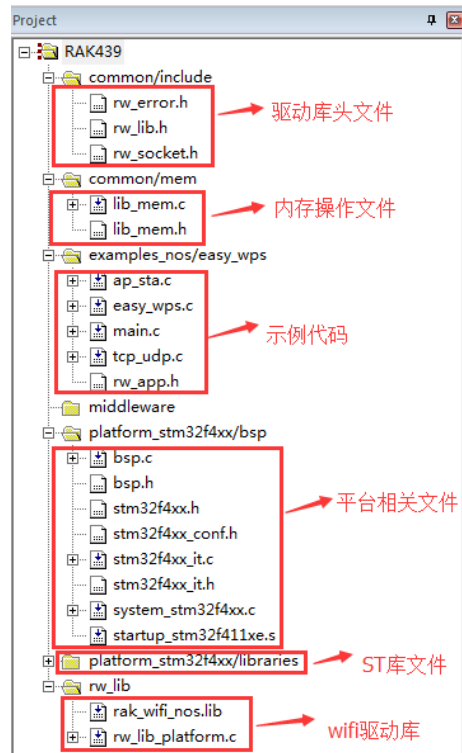 Project
RAK439
common/include
rw_error.h
rw_lib.h
rw_socket.h
驱动库头文件
common/mem
lib_mem.c
lib_mem.h
内存操作文件
examples_nos/easy_wps
ap_sta.c
easy_wps.c
main.c
tcp_udp.c
rw_app.h
示例代码
middleware
platform_stm32f4xx/bsp
bsp.c
bsp.h
stm32f4xx.h
stm32f4xx_conf.h
stm32f4xx_it.c
stm32f4xx_it.h
system_stm32f4xx.c
startup_stm32f411xe.s
平台相关文件
platform_stm32f4xx/libraries
ST库文件
rw_lib
rak_wifi_nos.lib
rw_lib_platform.c
wifi驱动库